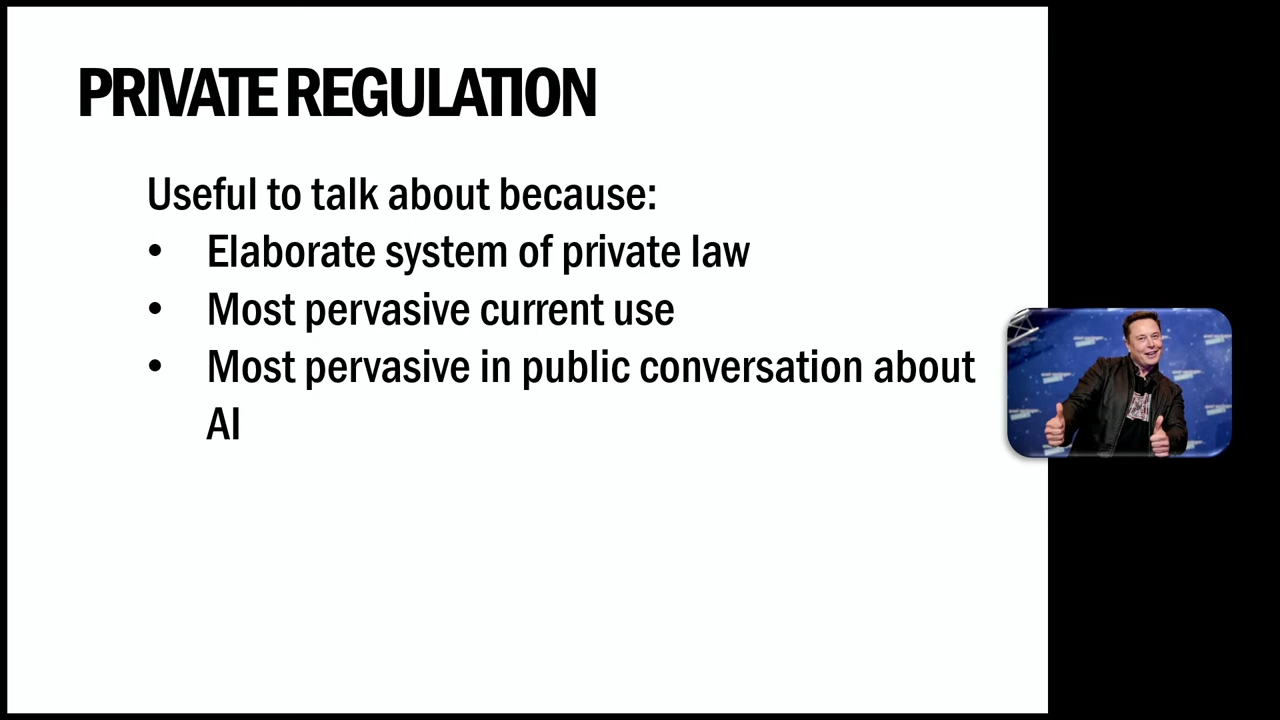 PRIVATE REGULATION
Useful to talk about because:
• Elaborate system of private law
• Most pervasive current use
• Most pervasive in public conversation about
AI